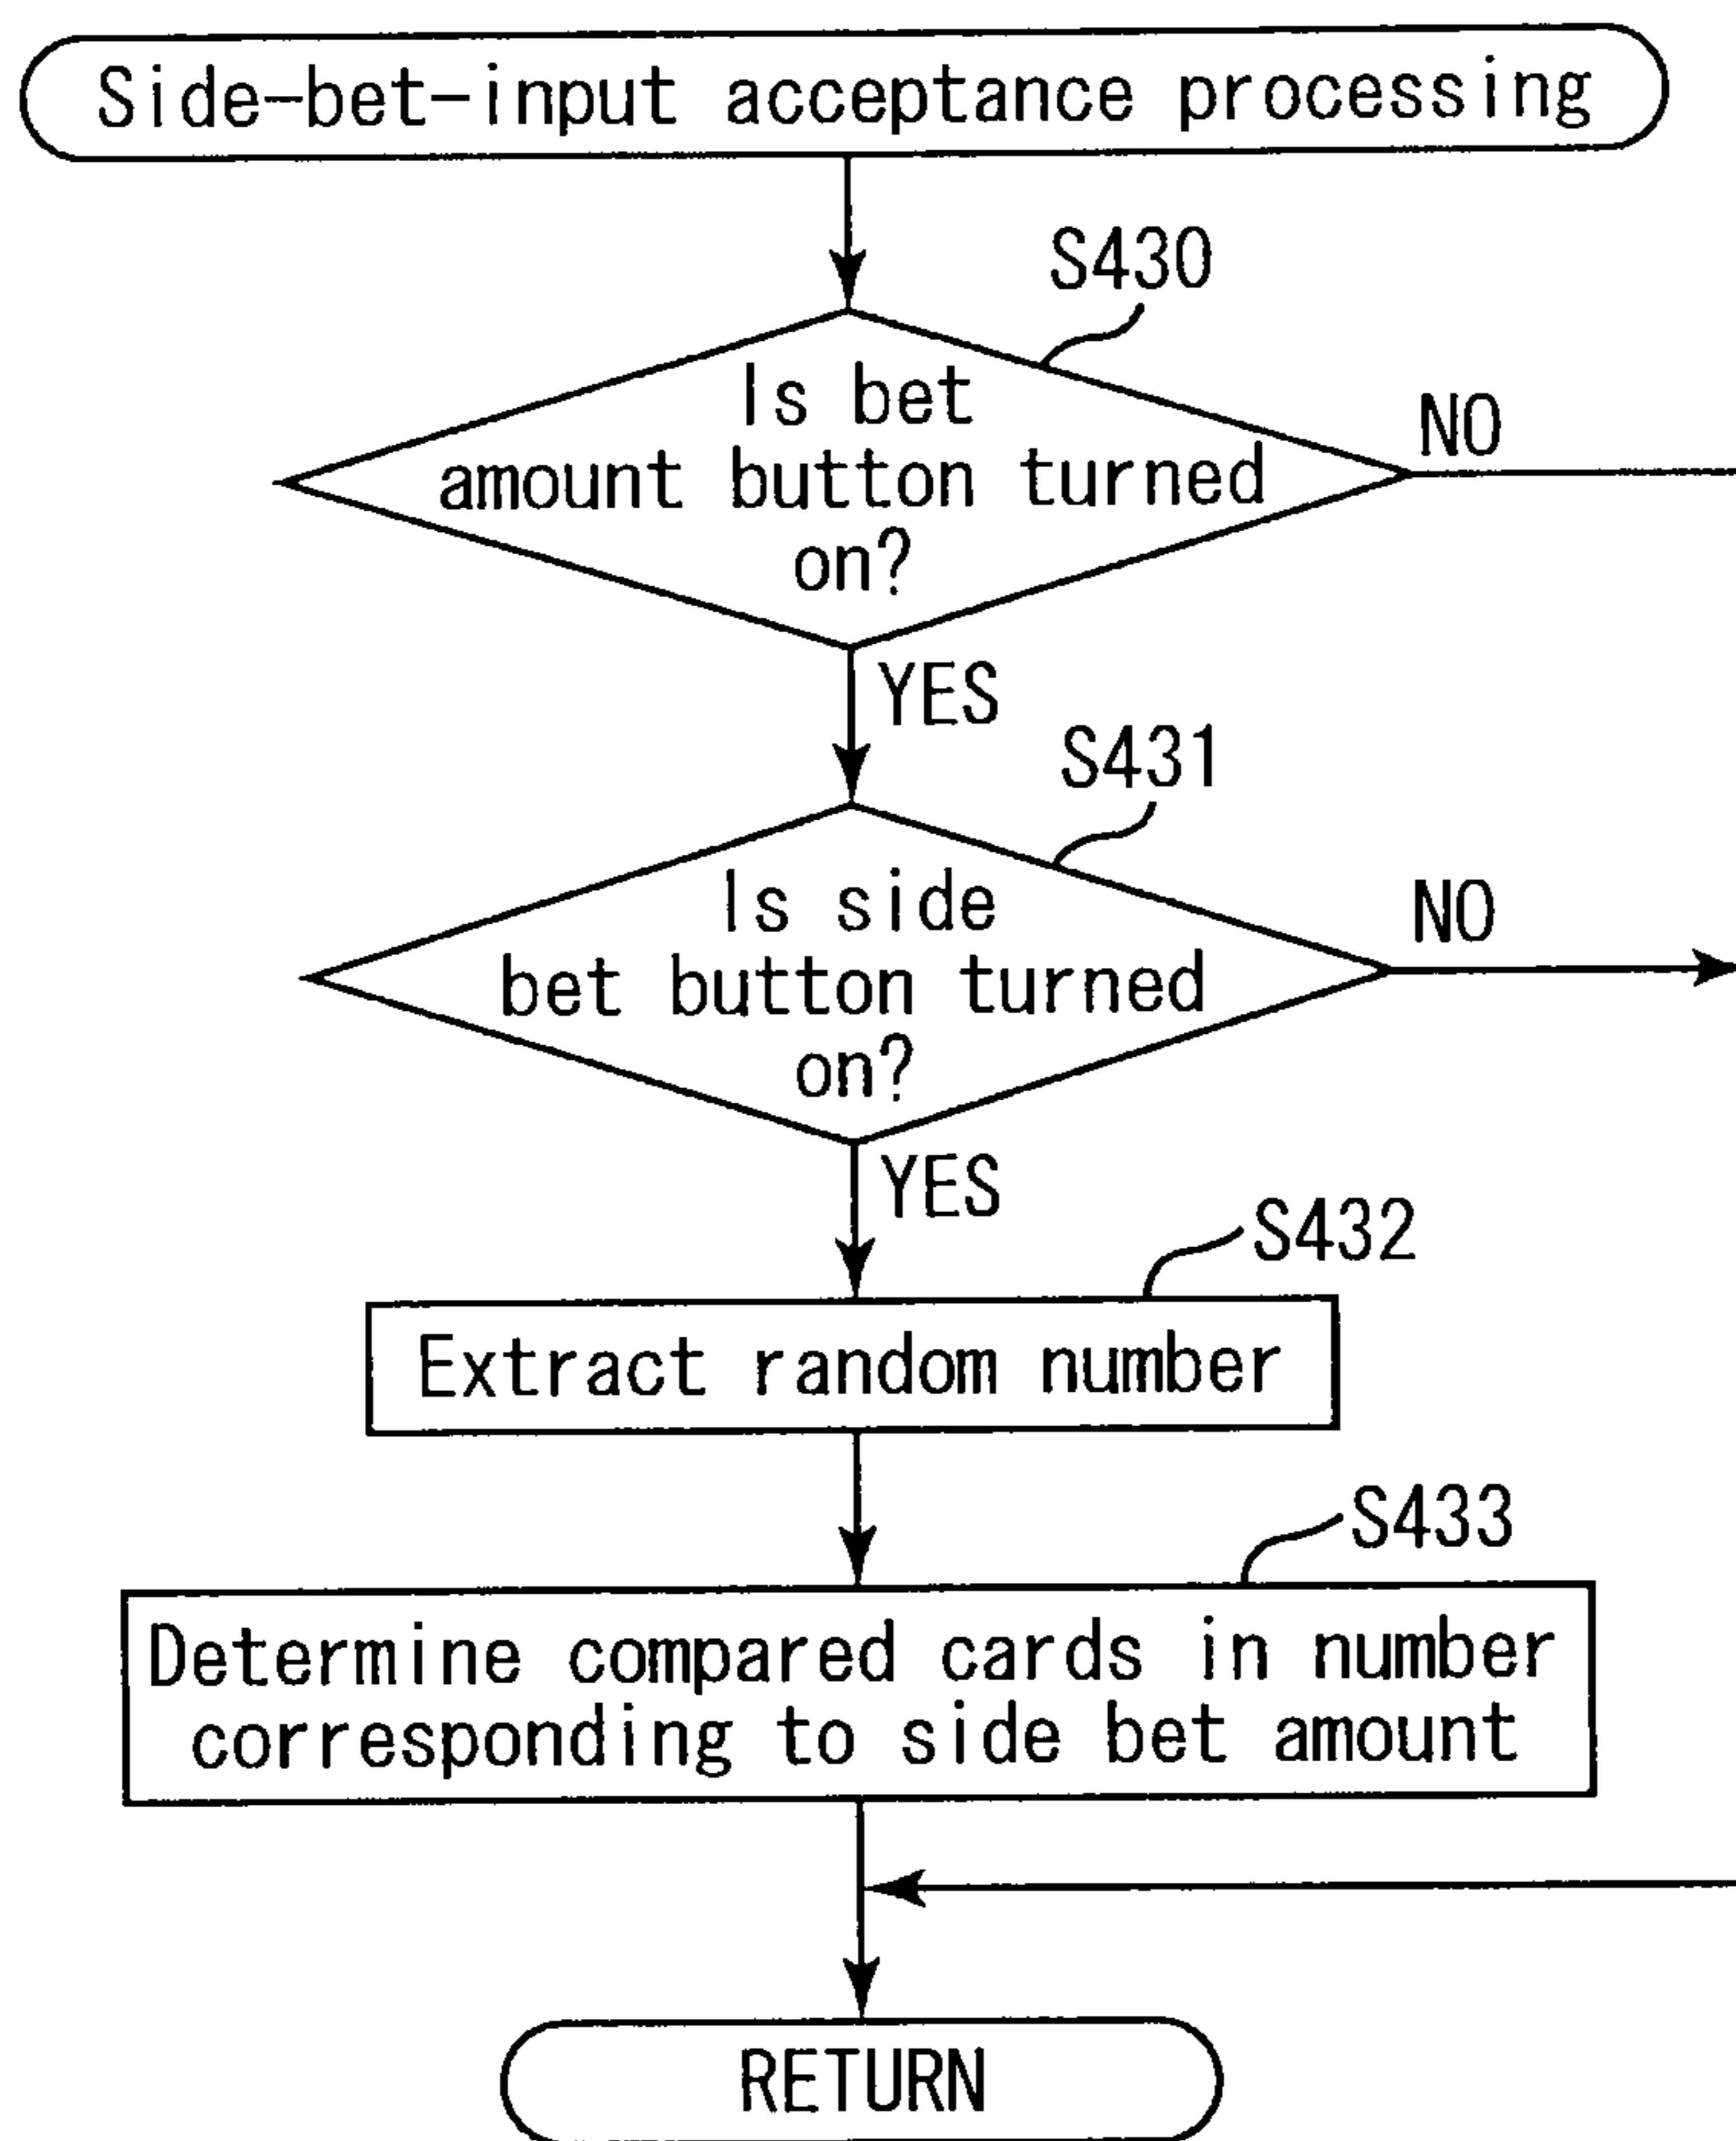 Side-bet-input acceptance processing
S430
Is bet
amount button turned
on?
NO
YES
S431
Is side
bet button turned
on?
NO
YES
S432
Extract random number
S433
Determine compared cards in number
corresponding to side bet amount
RETURN